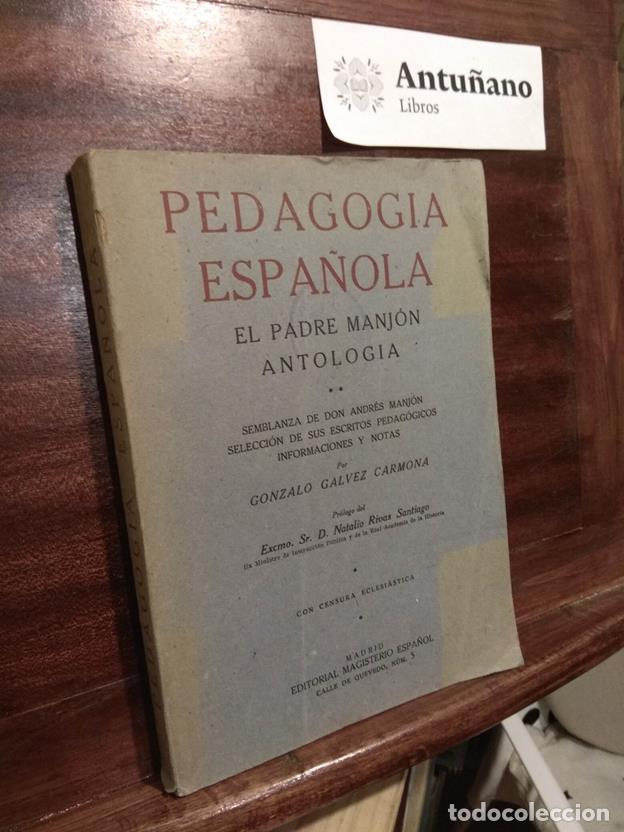 Antuñano
Libros
PEDAGOGIA
ESPAÑOLA
EL PADRE MANJÓN
ANTOLOGIA
SEMBLANZA DE DON ANDRÉS MANJÓN
SELECCIÓN DE SUS ESCRITOS PEDAGÓGICOS
INFORMACIONES Y NOTAS
Por
GONZALO GALVEZ CARMONA
Prólogo del
Excmo. Sr. D. Natalio Rivas Santiago
Ex Ministro de Instrucción Pública y de la Real Academia de la Historia
CON CENSURA ECLESIÁSTICA
MADRID
EDITORIAL MAGISTERIO ESPAÑOL
CALLE DE QUEVEDO, NÚM. 5
PEDAGOGIA ESPAÑOLA
todocoleccion